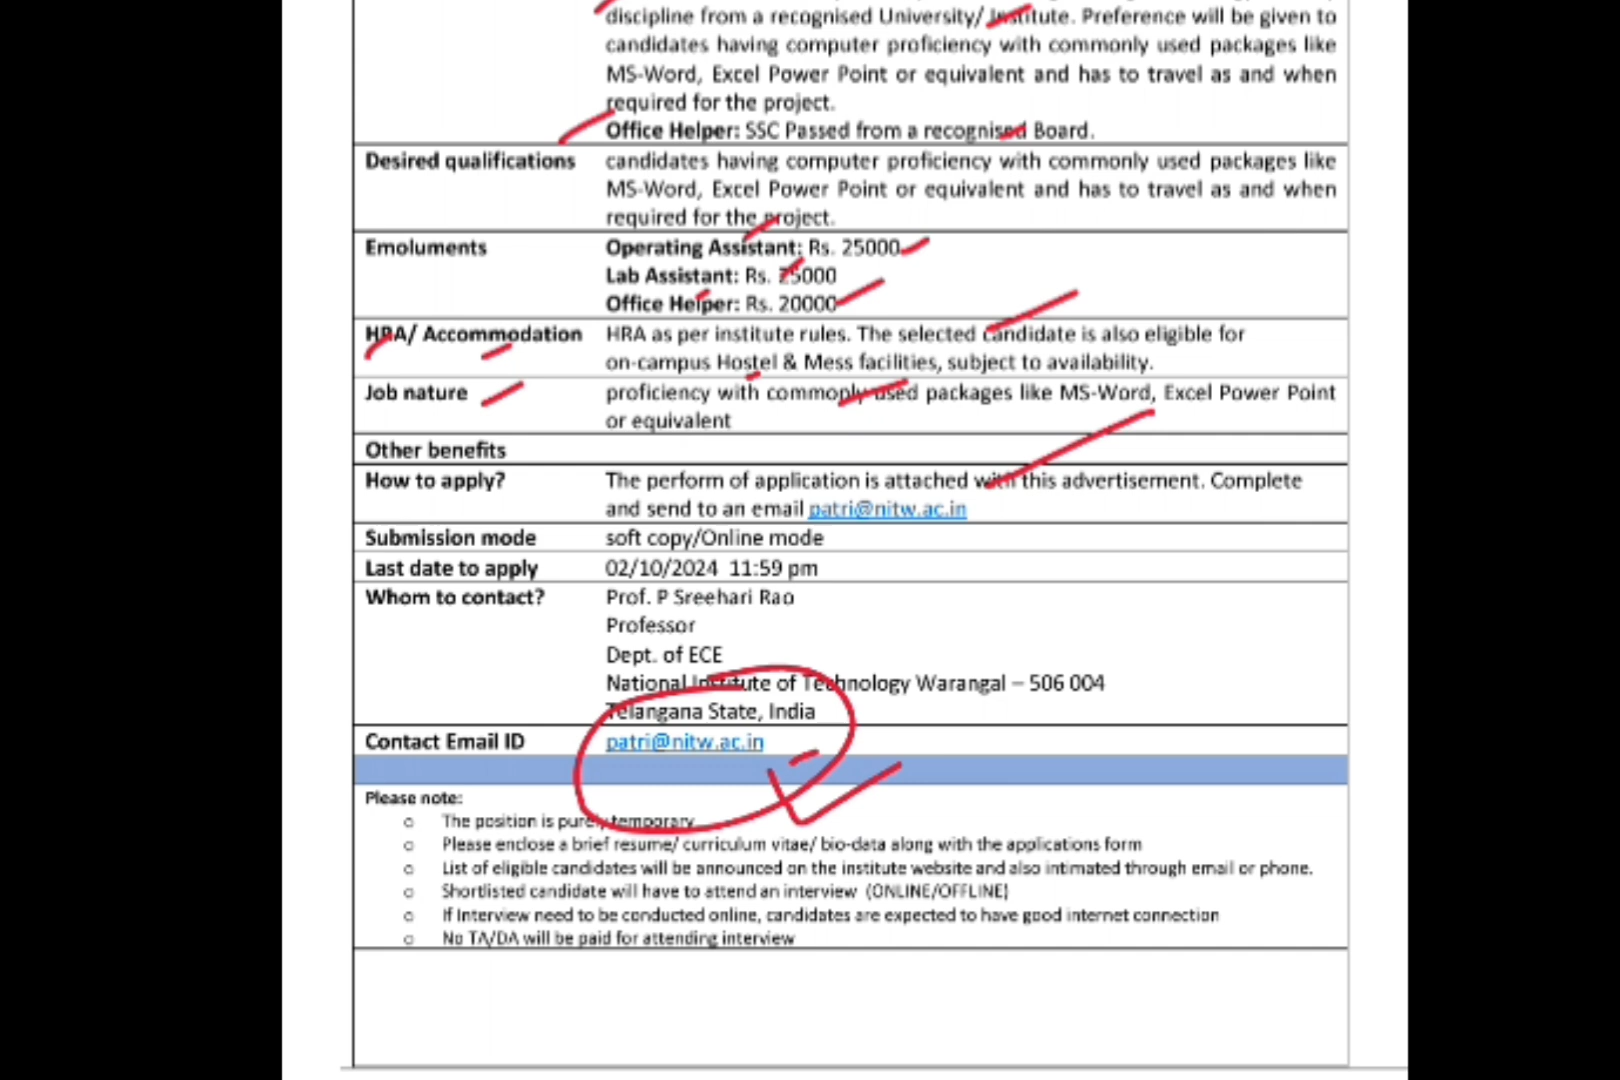 discipline from a recognised University/ Institute. Preference will be given to
candidates having computer proficiency with commonly used packages like
MS-Word, Excel Power Point or equivalent and has to travel as and when
required for the project.
Office Helper: SSC Passed from a recognised Board.
Desired qualifications candidates having computer proficiency with commonly used packages like
MS-Word, Excel Power Point or equivalent and has to travel as and when
required for the project.
Emoluments Operating Assistant: Rs. 25000
Lab Assistant: Rs. 25000
Office Helper: Rs. 20000
HRA/ Accommodation HRA as per institute rules. The selected candidate is also eligible for
on-campus Hostel & Mess facilities, subject to availability.
Job nature proficiency with commonly used packages like MS-Word, Excel Power Point
or equivalent
Other benefits
How to apply? The perform of application is attached with this advertisement. Complete
and send to an email patri@nitw.ac.in
Submission mode soft copy/Online mode
Last date to apply 02/10/2024 11:59 pm
Whom to contact? Prof. P Sreehari Rao
Professor
Dept. of ECE
National Institute of Technology Warangal – 506 004
Telangana State, India
Contact Email ID patri@nitw.ac.in
Please note:
o The position is purely temporary
o Please enclose a brief resume/ curriculum vitae/ bio-data along with the applications form
o List of eligible candidates will be announced on the institute website and also intimated through email or phone.
o Shortlisted candidate will have to attend an interview (ONLINE/OFFLINE)
o If Interview need to be conducted online, candidates are expected to have good internet connection
o No TA/DA will be paid for attending interview